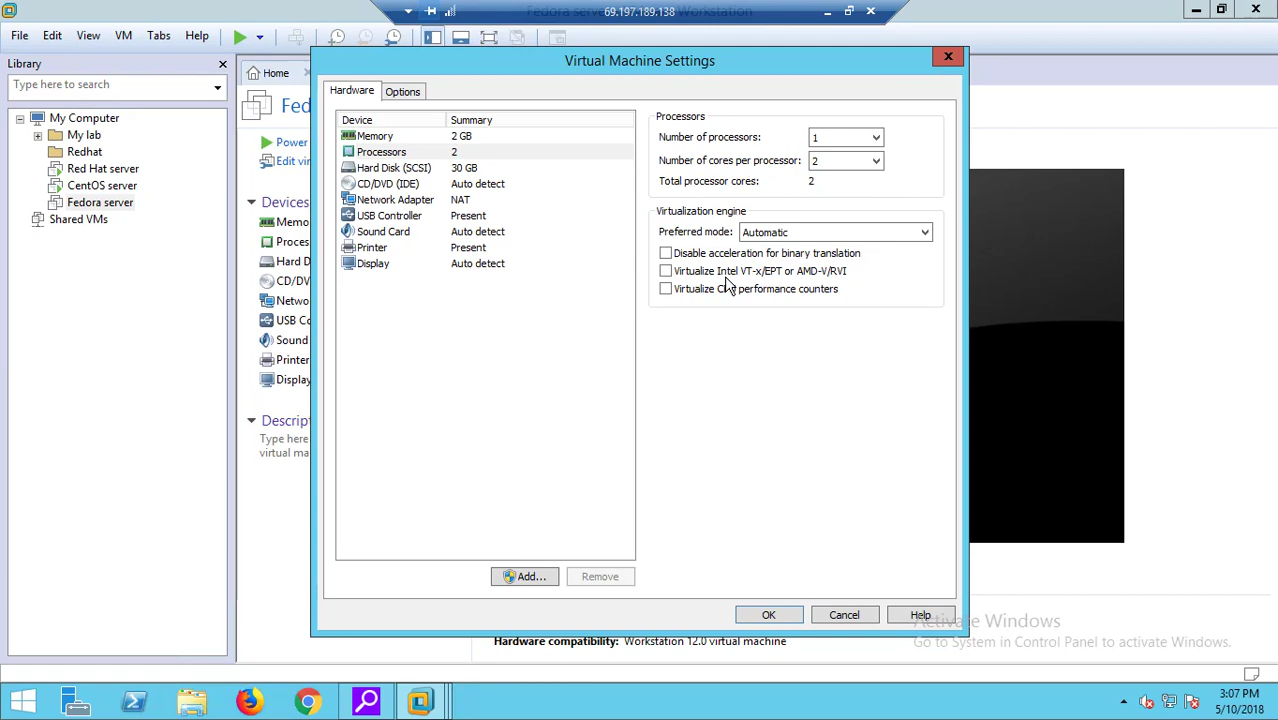 Fedora server - Workstation
69.197.189.138
File Edit View VM Tabs Help
Library
Type here to search
My Computer
My lab
Redhat
Red Hat server
CentOS server
Fedora server
Shared VMs
Home
Fed
Power
Edit vi
Devices
Memo
Proces
Hard D
CD/DV
Netwo
USB Co
Sound
Printer
Display
Descrip
Type here
virtual ma
Virtual Machine Settings
Hardware Options
Device Summary
Memory 2 GB
Processors 2
Hard Disk (SCSI) 30 GB
CD/DVD (IDE) Auto detect
Network Adapter NAT
USB Controller Present
Sound Card Auto detect
Printer Present
Display Auto detect
Add... Remove
Processors
Number of processors: 1
Number of cores per processor: 2
Total processor cores: 2
Virtualization engine
Preferred mode: Automatic
Disable acceleration for binary translation
Virtualize Intel VT-x/EPT or AMD-V/RVI
Virtualize CPU performance counters
OK Cancel Help
Hardware compatibility: Workstation 12.0 virtual machine
Activate Windows
Go to System in Control Panel to activate Windows.
3:07 PM
5/10/2018